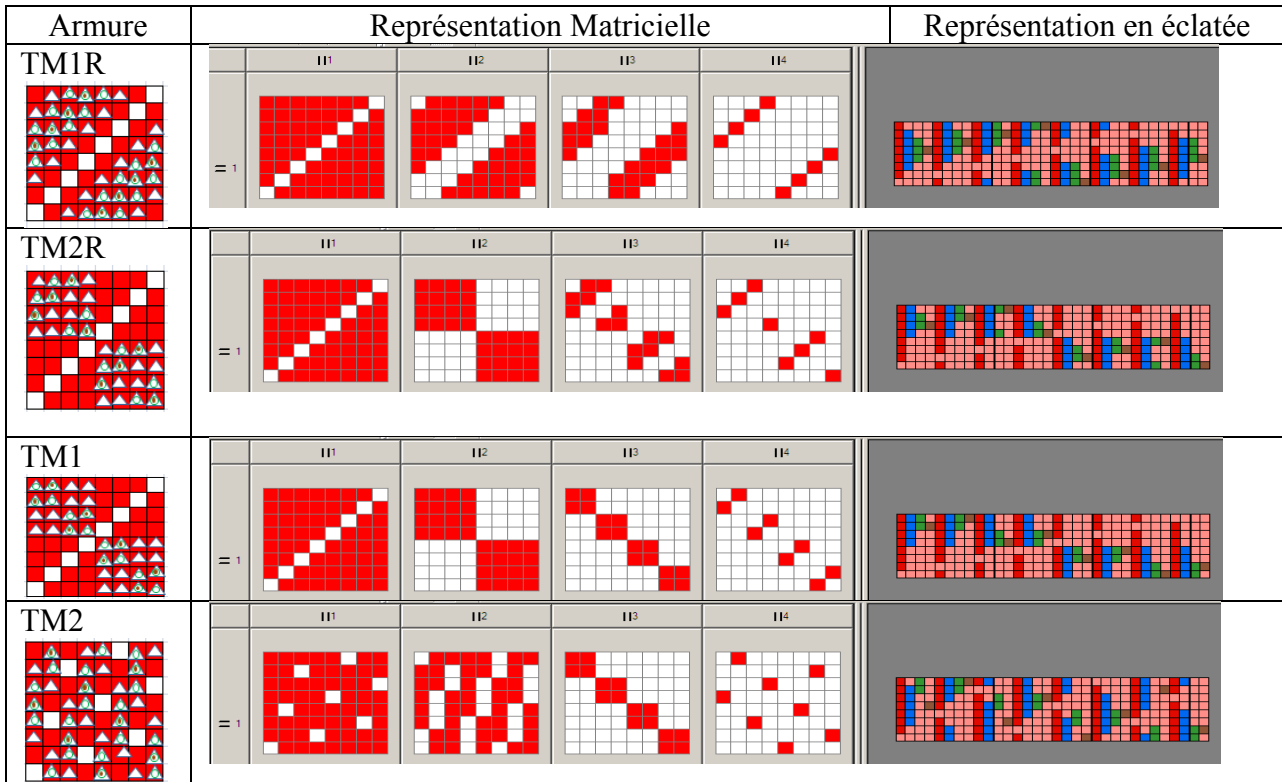 Armure Représentation Matricielle Représentation en éclatée
TM1R
II1 II2 II3 II4
= 1
TM2R
II1 II2 II3 II4
= 1
TM1
II1 II2 II3 II4
= 1
TM2
II1 II2 II3 II4
= 1